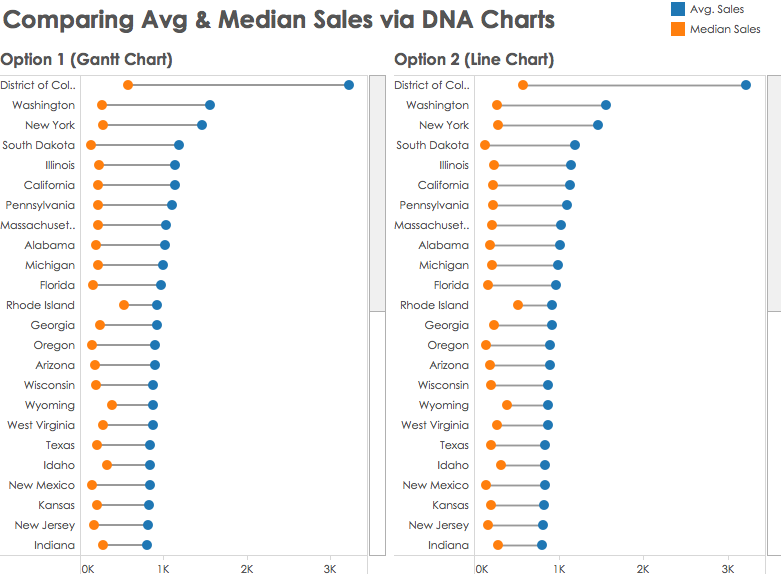 Comparing Avg & Median Sales via DNA Charts
Avg. Sales
Median Sales
Option 1 (Gantt Chart)
District of Col..
Washington
New York
South Dakota
Illinois
California
Pennsylvania
Massachuset..
Alabama
Michigan
Florida
Rhode Island
Georgia
Oregon
Arizona
Wisconsin
Wyoming
West Virginia
Texas
Idaho
New Mexico
Kansas
New Jersey
Indiana
0K 1K 2K 3K
Option 2 (Line Chart)
District of Col..
Washington
New York
South Dakota
Illinois
California
Pennsylvania
Massachuset..
Alabama
Michigan
Florida
Rhode Island
Georgia
Oregon
Arizona
Wisconsin
Wyoming
West Virginia
Texas
Idaho
New Mexico
Kansas
New Jersey
Indiana
0K 1K 2K 3K